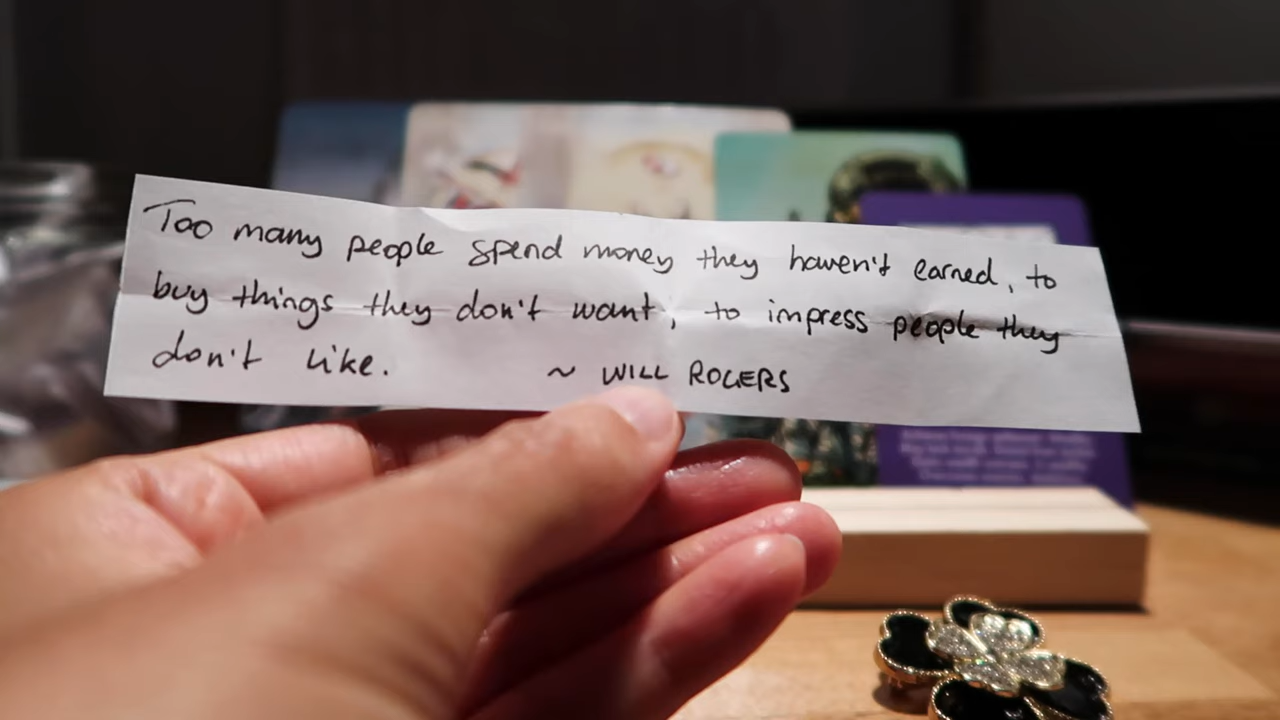 Too many people spend money they haven't earned, to
buy things they don't want, to impress people they
don't like. ~ WILL ROGERS